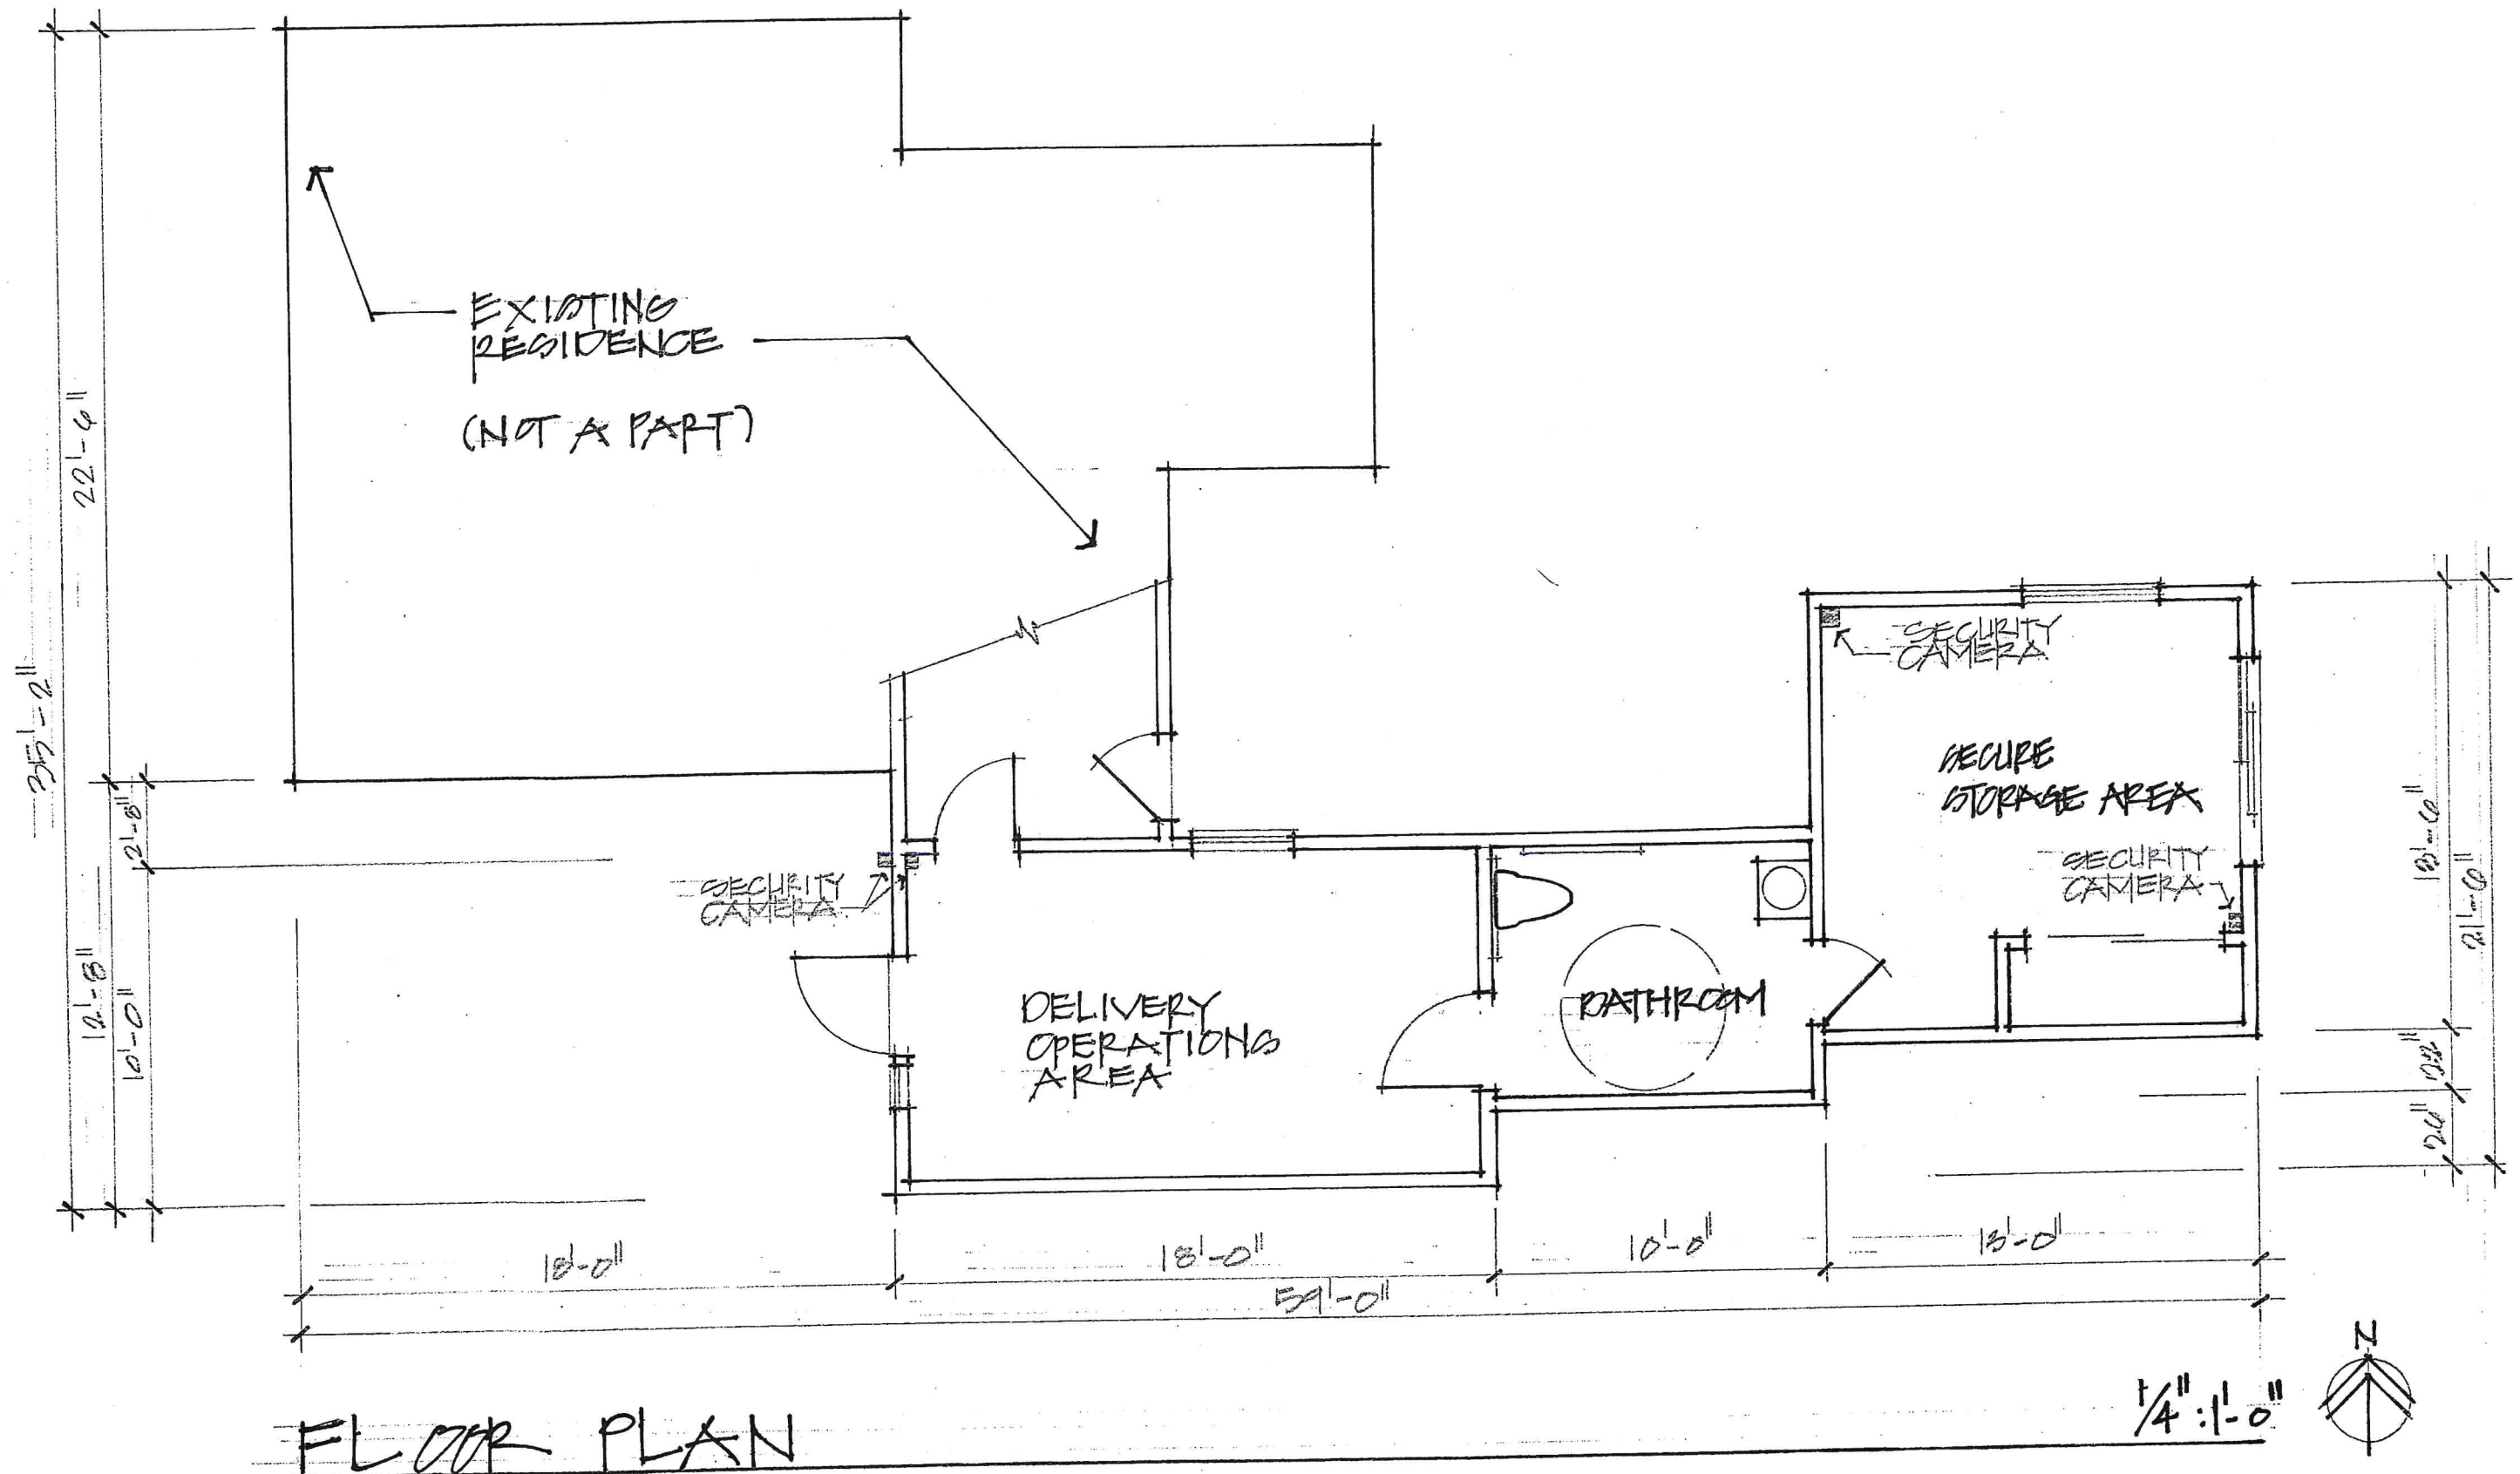 EXISTING
RESIDENCE
(NOT A PART)
22'-6"
35'-2"
2'-8"
12'-8"
10'-0"
SECURITY
CAMERA
SECURE
STORAGE AREA
SECURITY
CAMERA
SECURITY
CAMERA
DELIVERY
OPERATIONS
AREA
BATHROOM
13'-6"
21'-6"
18'-0"
18'-0"
10'-0"
13'-0"
59'-0"
N
FLOOR PLAN
1/4":1'-0"